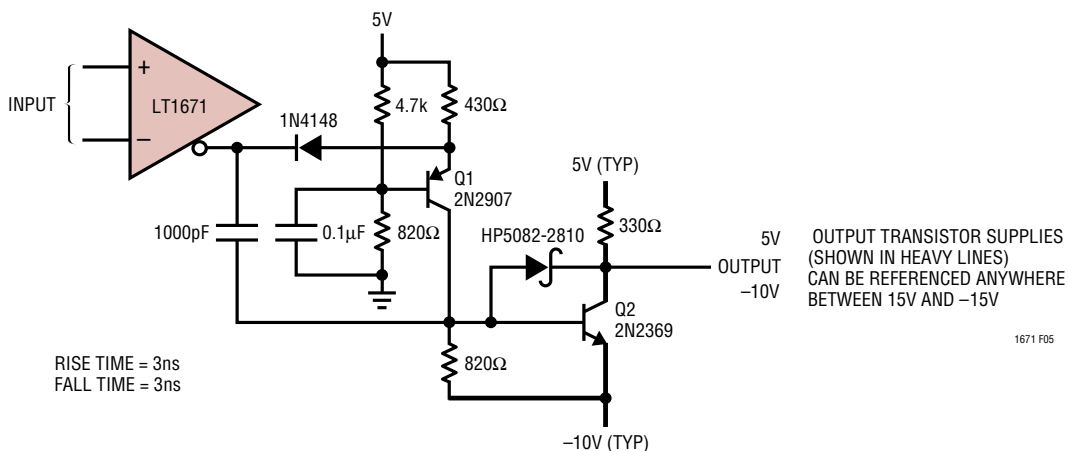 5V
+
INPUT
LT1671
−
1N4148
4.7k
430Ω
Q1
2N2907
1000pF
0.1µF
820Ω
HP5082-2810
5V (TYP)
330Ω
5V
OUTPUT
–10V
OUTPUT TRANSISTOR SUPPLIES
(SHOWN IN HEAVY LINES)
CAN BE REFERENCED ANYWHERE
BETWEEN 15V AND –15V
Q2
2N2369
1671 F05
820Ω
RISE TIME = 3ns
FALL TIME = 3ns
–10V (TYP)